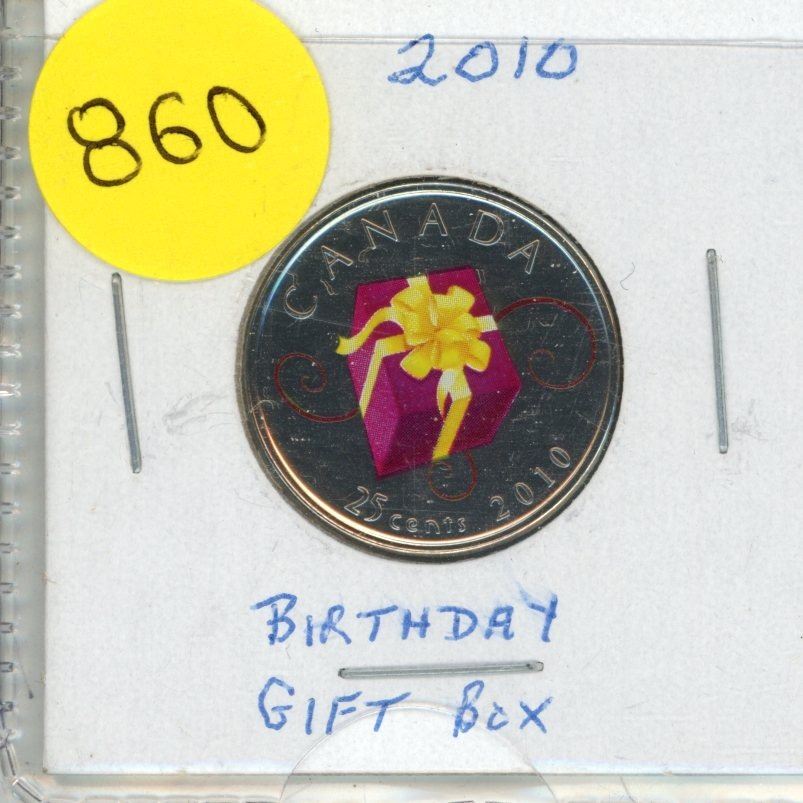 2010
860
CANADA
25 cents 2010
BIRTHDAY
GIFT BOX